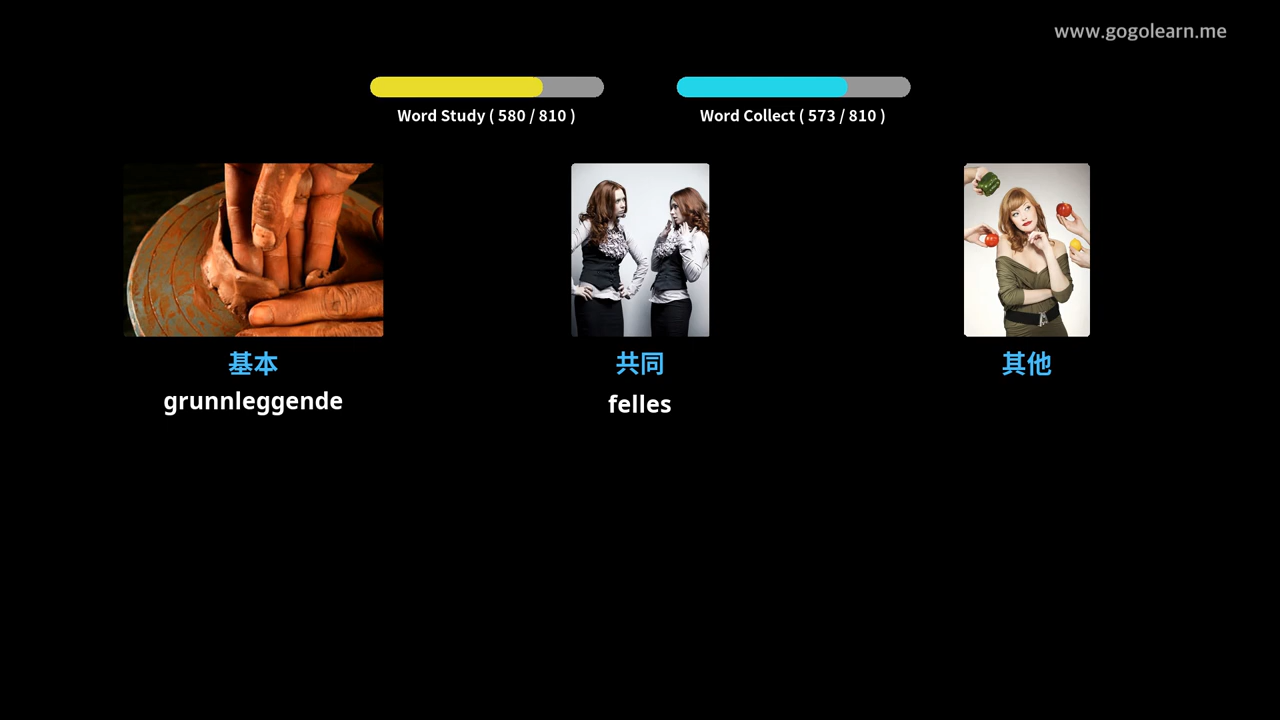 www.gogolearn.me
Word Study ( 580 / 810 )
Word Collect ( 573 / 810 )
基本
共同
其他
grunnleggende
felles